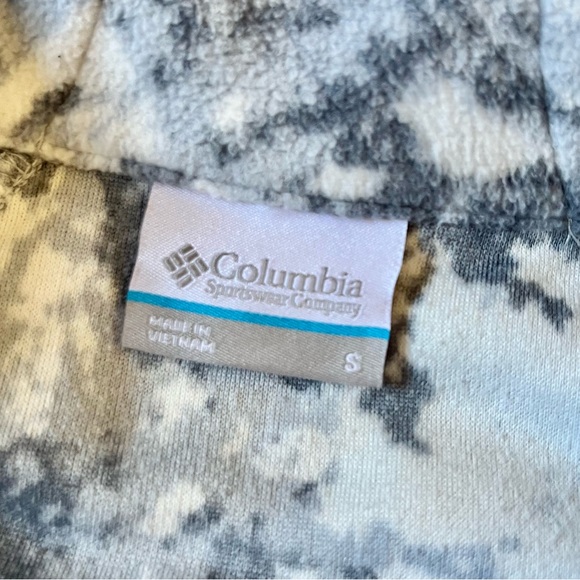 Columbia
Sportswear Company
MADE IN
VIETNAM
S